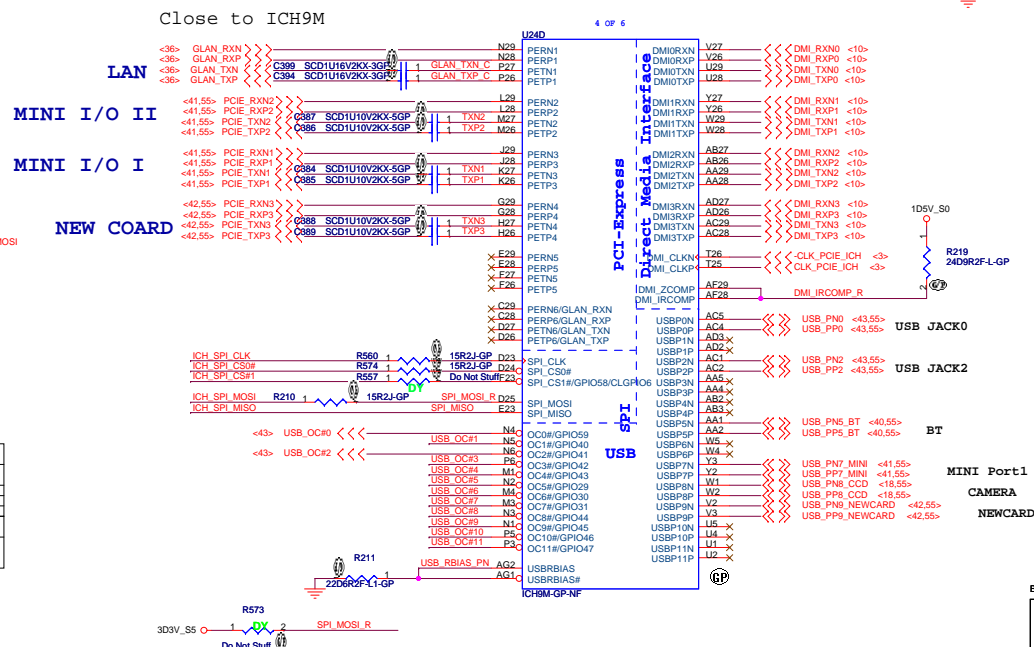 Close to ICH9M
4 OF 6
U24D
LAN
<36> GLAN_RXN
<36> GLAN_RXP
<36> GLAN_TXN
<36> GLAN_TXP
C399 SCD1U16V2KX-3GP
C394 SCD1U16V2KX-3GP
1 GLAN_TXN_C
1 GLAN_TXP_C
N29 PERN1
N28 PERP1
P27 PETN1
P26 PETP1
MINI I/O II
<41,55> PCIE_RXN2
<41,55> PCIE_RXP2
<41,55> PCIE_TXN2
<41,55> PCIE_TXP2
C387 SCD1U10V2KX-5GP
C386 SCD1U10V2KX-5GP
1 TXN2
1 TXP2
L29 PERN2
L28 PERP2
M27 PETN2
M26 PETP2
MINI I/O I
<41,55> PCIE_RXN1
<41,55> PCIE_RXP1
<41,55> PCIE_TXN1
<41,55> PCIE_TXP1
C384 SCD1U10V2KX-5GP
C385 SCD1U10V2KX-5GP
1 TXN1
1 TXP1
J29 PERN3
J28 PERP3
K27 PETN3
K26 PETP3
NEW COARD
<42,55> PCIE_RXN3
<42,55> PCIE_RXP3
<42,55> PCIE_TXN3
<42,55> PCIE_TXP3
C388 SCD1U10V2KX-5GP
C389 SCD1U10V2KX-5GP
1 TXN3
1 TXP3
G29 PERN4
G28 PERP4
H27 PETN4
H26 PETP4
MOSI
E29 PERN5
E28 PERP5
F27 PETN5
F26 PETP5
C29 PERN6/GLAN_RXN
C28 PERP6/GLAN_RXP
D27 PETN6/GLAN_TXN
D26 PETP6/GLAN_TXP
ICH_SPI_CLK R560 1 15R2J-GP D23 SPI_CLK
ICH_SPI_CS0# R574 1 15R2J-GP D24 SPI_CS0#
ICH_SPI_CS#1 R557 1 Do Not Stuff F23 SPI_CS1#/GPIO58/CLGPIO6
DY
ICH_SPI_MOSI R210 1 15R2J-GP SPI_MOSI_R D25 SPI_MOSI
ICH_SPI_MISO SPI_MISO E23 SPI_MISO
<43> USB_OC#0 N4 OC0#/GPIO59
USB_OC#1 N5 OC1#/GPIO40
<43> USB_OC#2 N6 OC2#/GPIO41
USB_OC#3 P6 OC3#/GPIO42
USB_OC#4 M1 OC4#/GPIO43
USB_OC#5 N2 OC5#/GPIO29
USB_OC#6 M4 OC6#/GPIO30
USB_OC#7 M3 OC7#/GPIO31
USB_OC#8 N3 OC8#/GPIO44
USB_OC#9 N1 OC9#/GPIO45
USB_OC#10 P5 OC10#/GPIO46
USB_OC#11 P3 OC11#/GPIO47
R211
1
22D6R2F-L1-GP
USB_RBIAS_PN
AG2 USBRBIAS
AG1 USBRBIAS#
ICH9M-GP-NF
PCI-Express
Direct Media Interface
SPI
USB
DMI0RXN V27 DMI_RXN0 <10>
DMI0RXP V26 DMI_RXP0 <10>
DMI0TXN U29 DMI_TXN0 <10>
DMI0TXP U28 DMI_TXP0 <10>
DMI1RXN Y27 DMI_RXN1 <10>
DMI1RXP Y26 DMI_RXP1 <10>
DMI1TXN W29 DMI_TXN1 <10>
DMI1TXP W28 DMI_TXP1 <10>
DMI2RXN AB27 DMI_RXN2 <10>
DMI2RXP AB26 DMI_RXP2 <10>
DMI2TXN AA29 DMI_TXN2 <10>
DMI2TXP AA28 DMI_TXP2 <10>
DMI3RXN AD27 DMI_RXN3 <10>
DMI3RXP AD26 DMI_RXP3 <10>
DMI3TXN AC29 DMI_TXN3 <10>
DMI3TXP AC28 DMI_TXP3 <10>
DMI_CLKN T26 -CLK_PCIE_ICH <3>
DMI_CLKP T25 CLK_PCIE_ICH <3>
DMI_ZCOMP AF29
DMI_IRCOMP AF28 DMI_IRCOMP_R
1D5V_S0
1
R219
24D9R2F-L-GP
2
GP
USBP0N AC5 USB_PN0 <43,55>
USBP0P AC4 USB_PP0 <43,55>
USB JACK0
USBP1N AD3
USBP1P AD2
USBP2N AC1 USB_PN2 <43,55>
USBP2P AC2 USB_PP2 <43,55>
USB JACK2
USBP3N AA5
USBP3P AA4
USBP4N AB2
USBP4P AB3
USBP5N AA1 USB_PN5_BT <40,55>
USBP5P AA2 USB_PP5_BT <40,55>
BT
USBP6N W5
USBP6P W4
USBP7N Y3 USB_PN7_MINI <41,55>
USBP7P Y2 USB_PP7_MINI <41,55>
MINI Port1
USBP8N W1 USB_PN8_CCD <18,55>
USBP8P W2 USB_PP8_CCD <18,55>
CAMERA
USBP9N V2 USB_PN9_NEWCARD <42,55>
USBP9P V3 USB_PP9_NEWCARD <42,55>
NEWCARD
USBP10N U5
USBP10P U4
USBP11N U1
USBP11P U2
GP
R573
3D3V_S5 1 DY 2 SPI_MOSI_R
Do Not Stuff